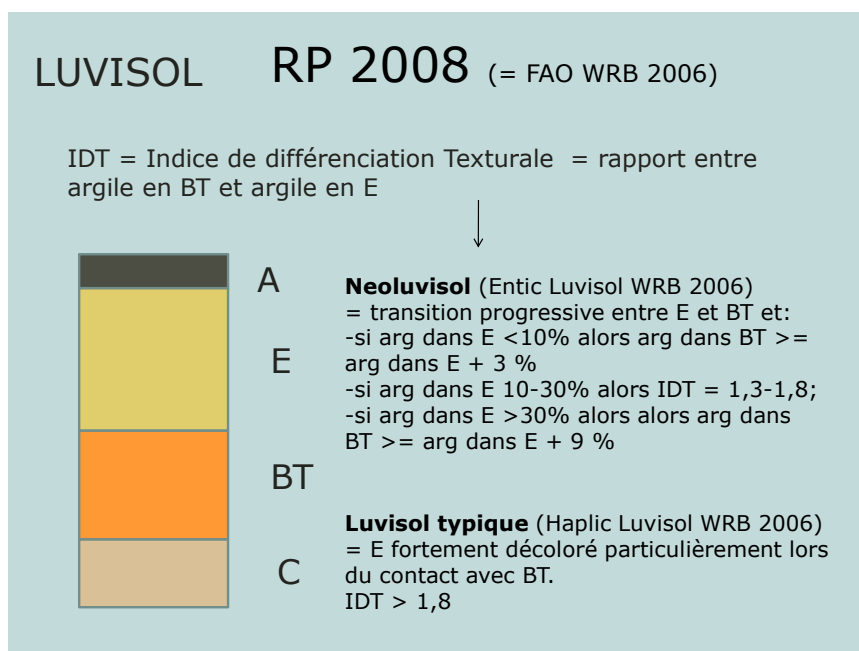 LUVISOL RP 2008 (= FAO WRB 2006)
IDT = Indice de différenciation Texturale = rapport entre
argile en BT et argile en E
A
E
BT
C
Neoluvisol (Entic Luvisol WRB 2006)
= transition progressive entre E et BT et:
-si arg dans E <10% alors arg dans BT >=
arg dans E + 3 %
-si arg dans E 10-30% alors IDT = 1,3-1,8;
-si arg dans E >30% alors alors arg dans
BT >= arg dans E + 9 %
Luvisol typique (Haplic Luvisol WRB 2006)
= E fortement décoloré particulièrement lors
du contact avec BT.
IDT > 1,8